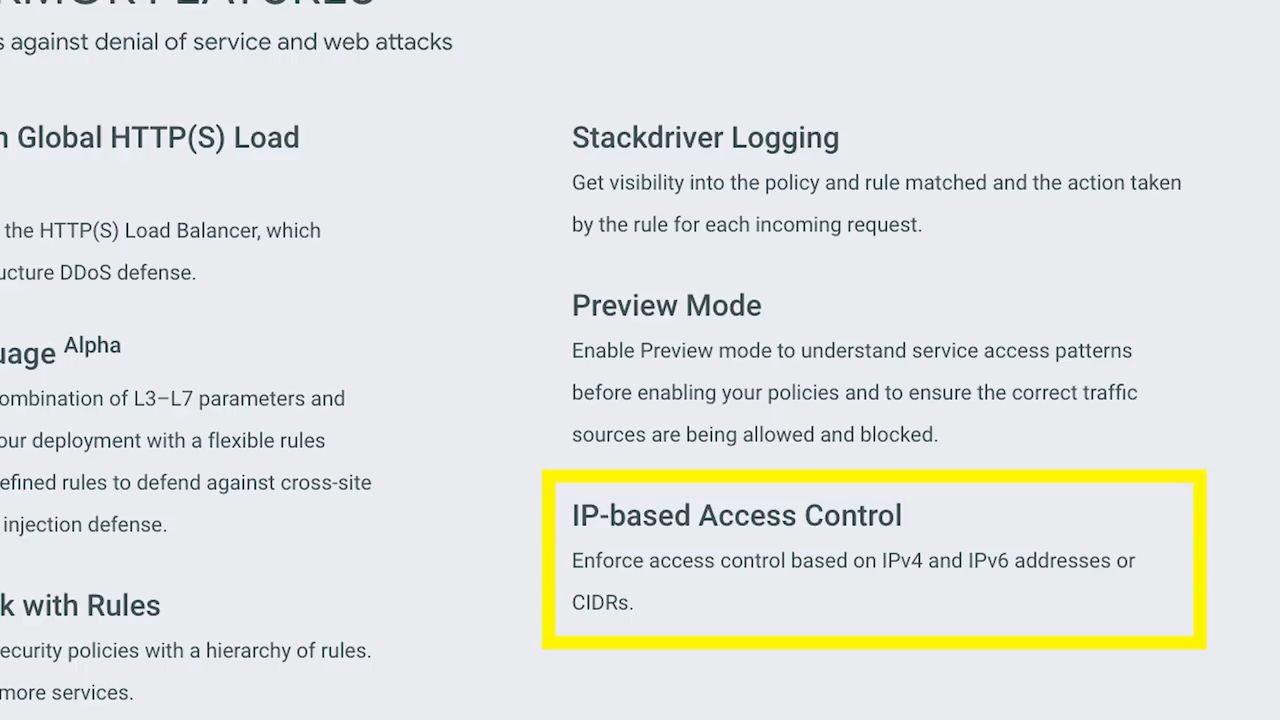 ARMOR FEATURES
s against denial of service and web attacks
n Global HTTP(S) Load
the HTTP(S) Load Balancer, which
ucture DDoS defense.
uage Alpha
ombination of L3–L7 parameters and
our deployment with a flexible rules
efined rules to defend against cross-site
injection defense.
k with Rules
ecurity policies with a hierarchy of rules.
more services.
Stackdriver Logging
Get visibility into the policy and rule matched and the action taken
by the rule for each incoming request.
Preview Mode
Enable Preview mode to understand service access patterns
before enabling your policies and to ensure the correct traffic
sources are being allowed and blocked.
IP-based Access Control
Enforce access control based on IPv4 and IPv6 addresses or
CIDRs.